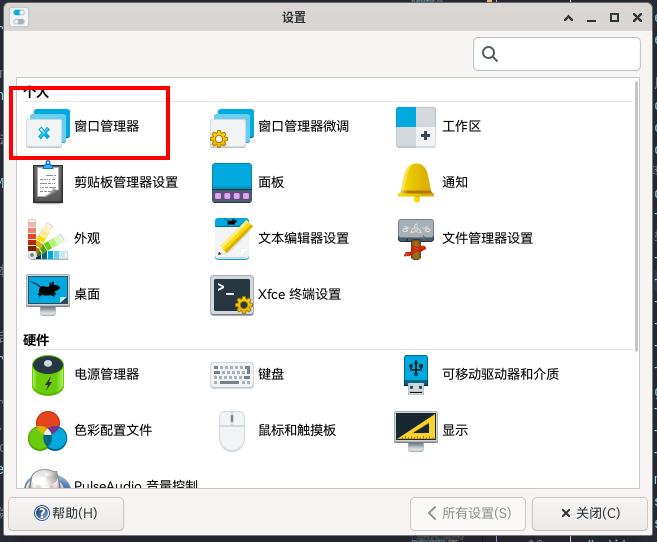 设置
个人
窗口管理器
窗口管理器微调
工作区
剪贴板管理器设置
面板
通知
外观
文本编辑器设置
文件管理器设置
桌面
Xfce 终端设置
硬件
电源管理器
键盘
可移动驱动器和介质
色彩配置文件
鼠标和触摸板
显示
PulseAudio 音量控制
帮助(H)
所有设置(S)
关闭(C)